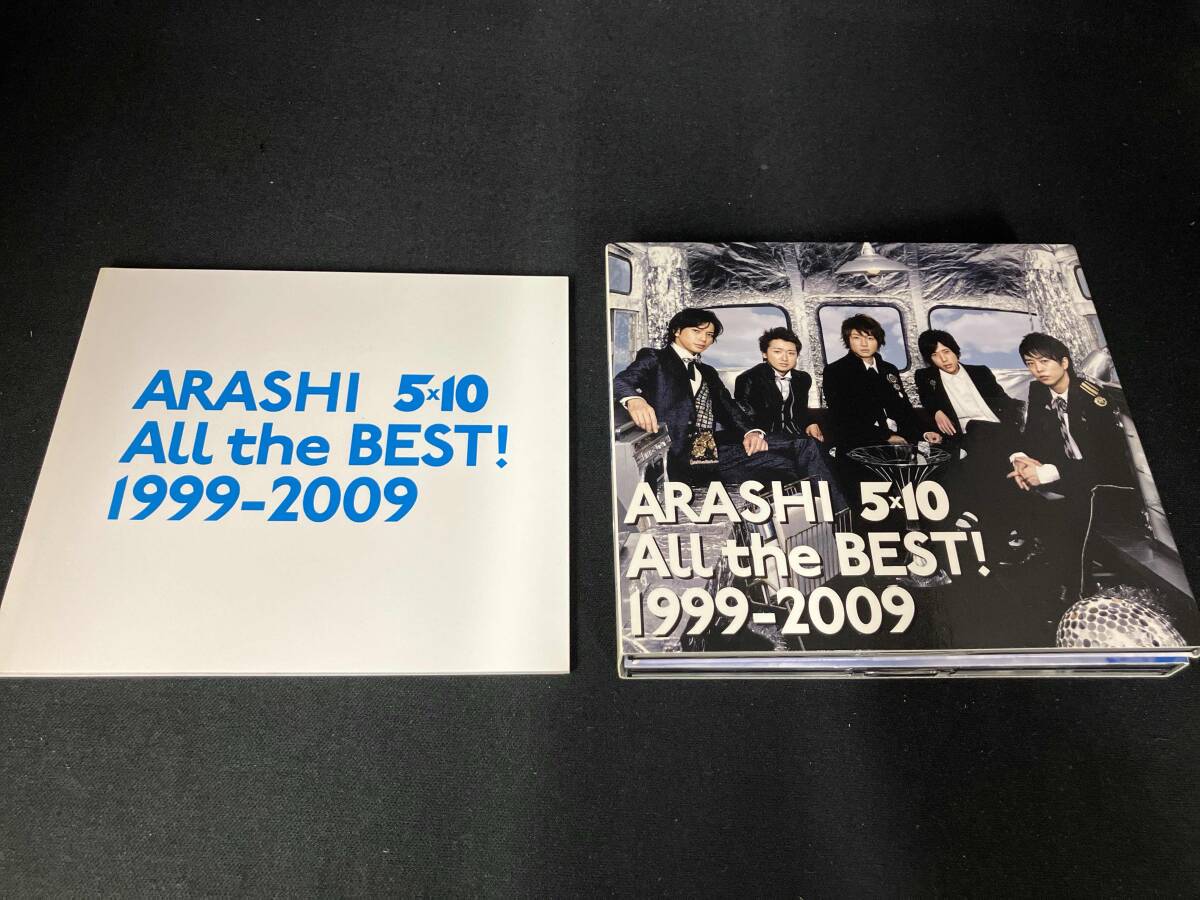 ARASHI 5×10
All the BEST!
1999-2009
ARASHI 5×10
All the BEST!
1999-2009